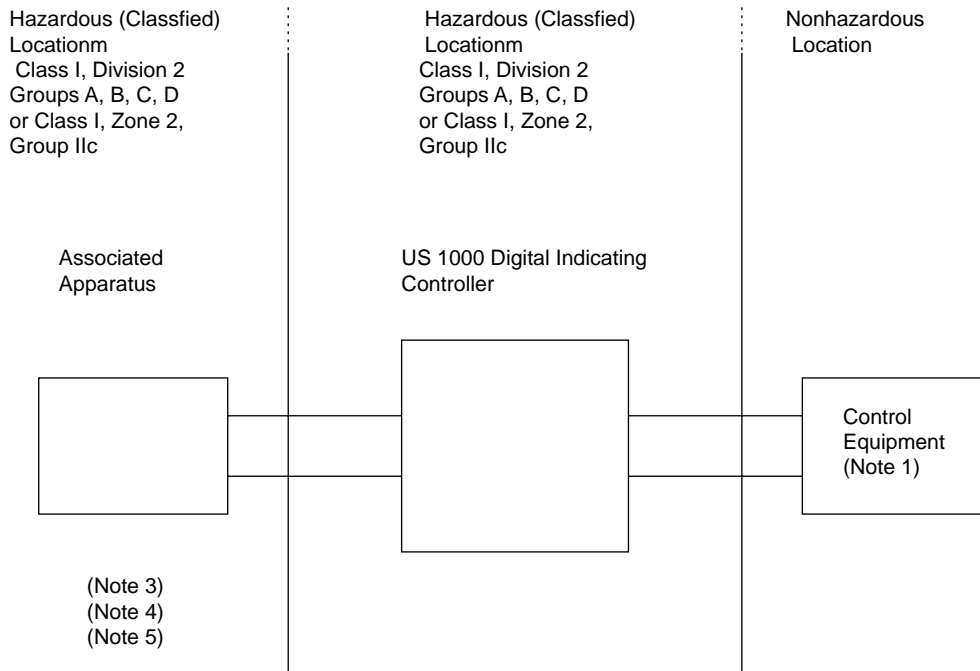 Hazardous (Classfied)
Locationm
Class I, Division 2
Groups A, B, C, D
or Class I, Zone 2,
Group IIc
Hazardous (Classfied)
Locationm
Class I, Division 2
Groups A, B, C, D
or Class I, Zone 2,
Group IIc
Nonhazardous
Location
Associated
Apparatus
US 1000 Digital Indicating
Controller
Control
Equipment
(Note 1)
(Note 3)
(Note 4)
(Note 5)